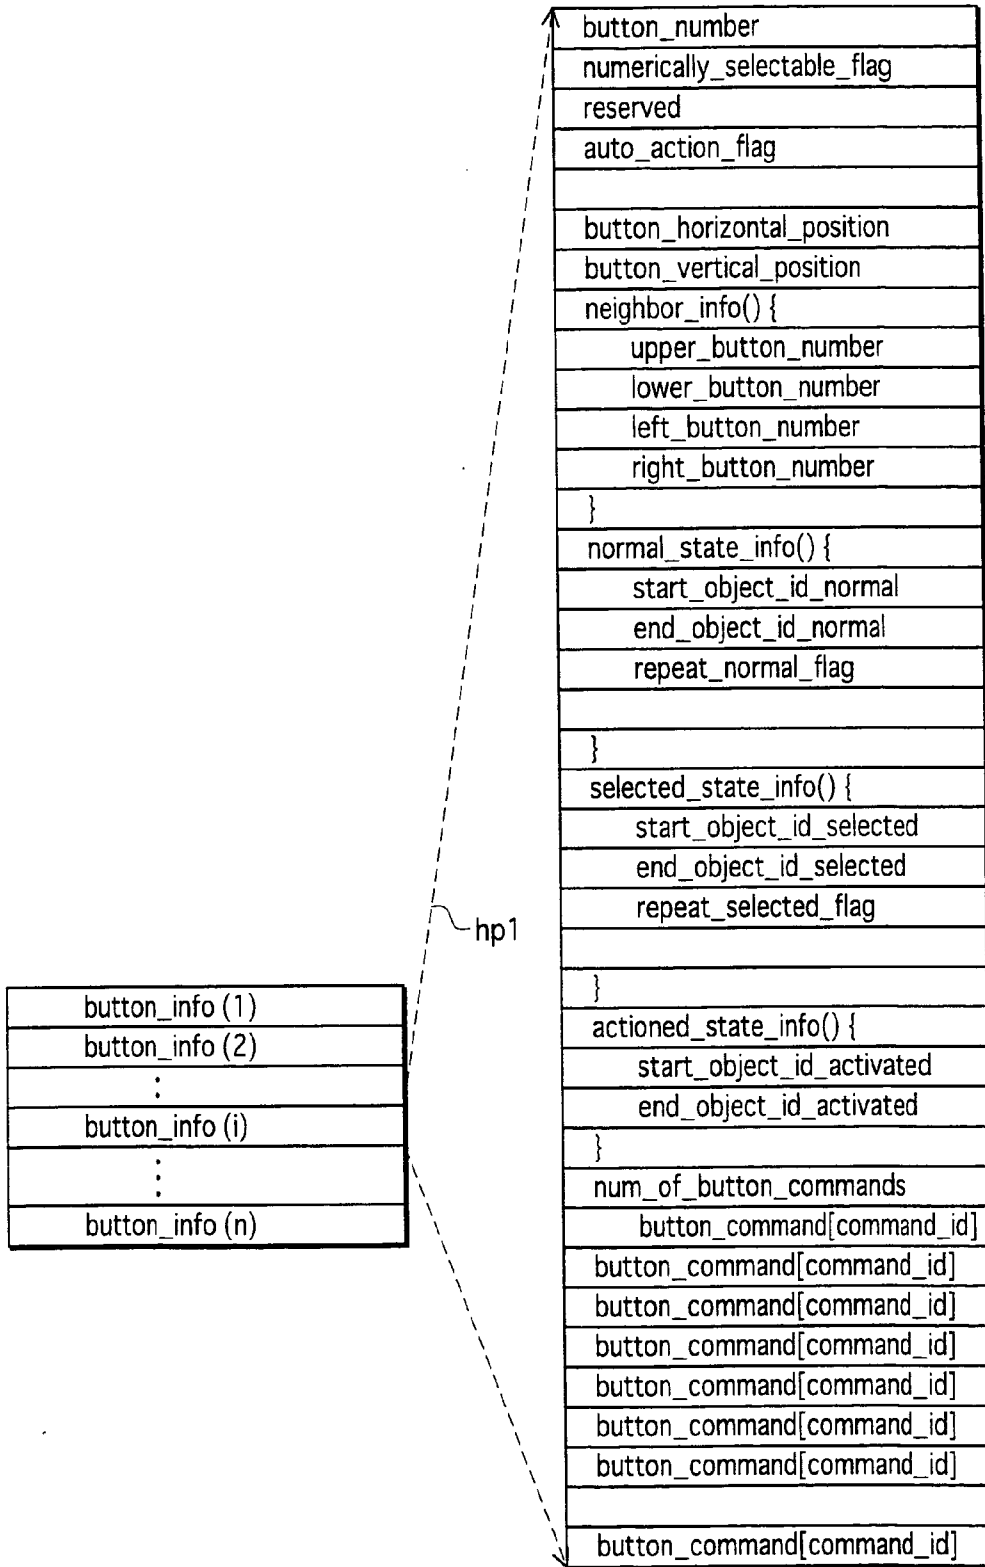 button_number
numerically_selectable_flag
reserved
auto_action_flag
button_horizontal_position
button_vertical_position
neighbor_info() {
upper_button_number
lower_button_number
left_button_number
right_button_number
}
normal_state_info() {
start_object_id_normal
end_object_id_normal
repeat_normal_flag
}
selected_state_info() {
start_object_id_selected
end_object_id_selected
repeat_selected_flag
}
actioned_state_info() {
start_object_id_activated
end_object_id_activated
}
num_of_button_commands
button_command[command_id]
button_command[command_id]
button_command[command_id]
button_command[command_id]
button_command[command_id]
button_command[command_id]
button_command[command_id]
button_command[command_id]
hp1
button_info (1)
button_info (2)
⋮
button_info (i)
⋮
button_info (n)